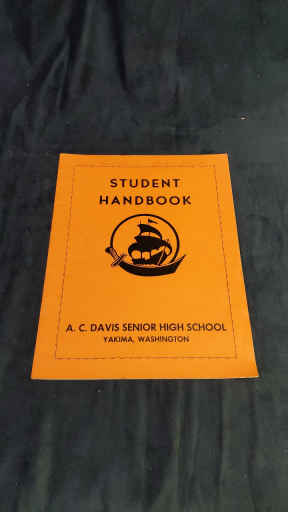 STUDENT
HANDBOOK
A. C. DAVIS SENIOR HIGH SCHOOL
YAKIMA, WASHINGTON